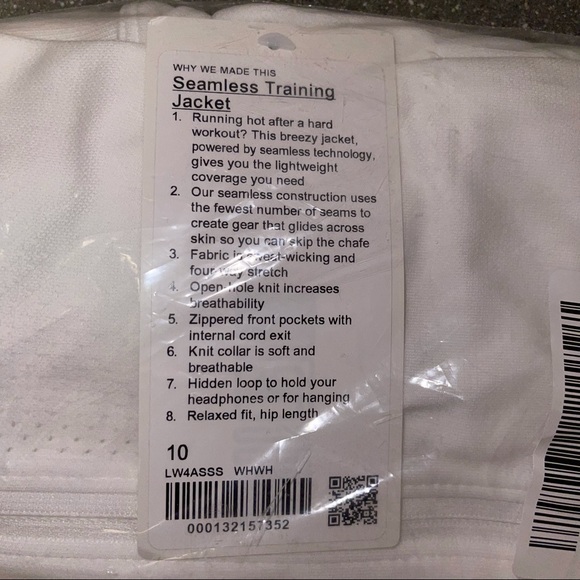 WHY WE MADE THIS
Seamless Training
Jacket
1. Running hot after a hard
workout? This breezy jacket,
powered by seamless technology,
gives you the lightweight
coverage you need
2. Our seamless construction uses
the fewest number of seams to
create gear that glides across
skin so you can skip the chafe
3. Fabric is sweat-wicking and
four-way stretch
4. Open-hole knit increases
breathability
5. Zippered front pockets with
internal cord exit
6. Knit collar is soft and
breathable
7. Hidden loop to hold your
headphones or for hanging
8. Relaxed fit, hip length
10
LW4ASSS WHWH
000132157352